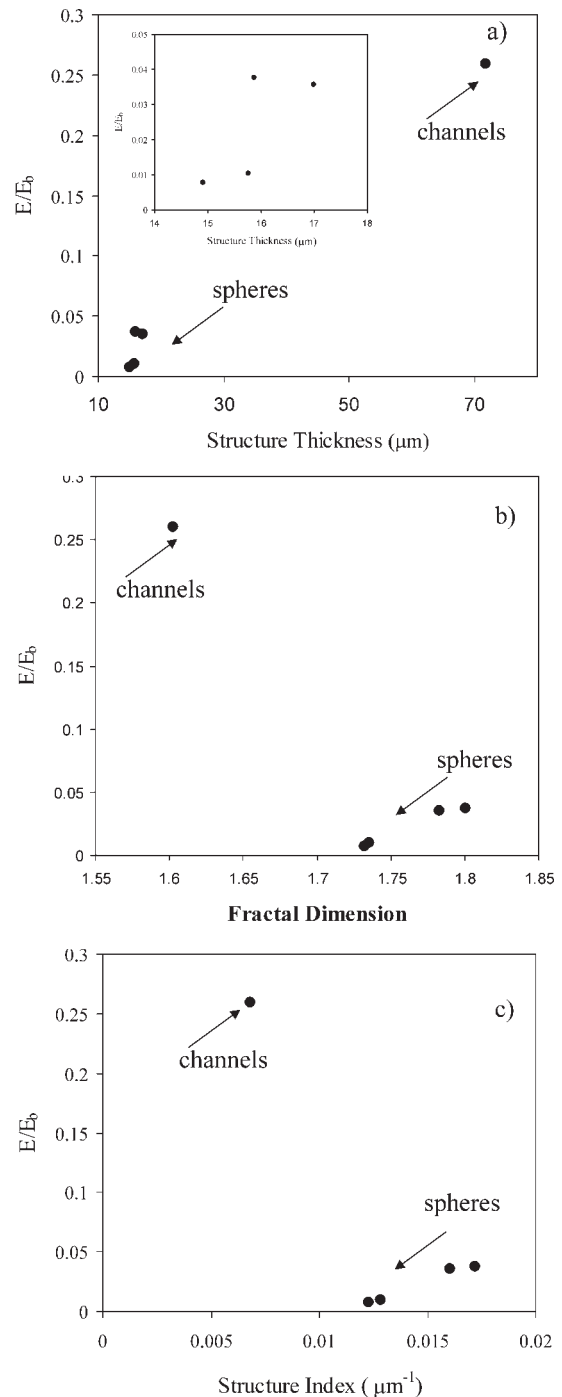 a)
0.3
0.25
0.2
0.15
0.1
0.05
0
E/E_b
channels
spheres
10 30 50 70
Structure Thickness (μm)
0.05
0.04
0.03
0.02
0.01
0
E/E_b
14 15 16 17 18
Structure Thickness (μm)
b)
0.3
0.25
0.2
0.15
0.1
0.05
0
E/E_b
channels
spheres
1.55 1.6 1.65 1.7 1.75 1.8 1.85
Fractal Dimension
c)
0.3
0.25
0.2
0.15
0.1
0.05
0
E/E_b
channels
spheres
0 0.005 0.01 0.015 0.02
Structure Index ( μm⁻¹)